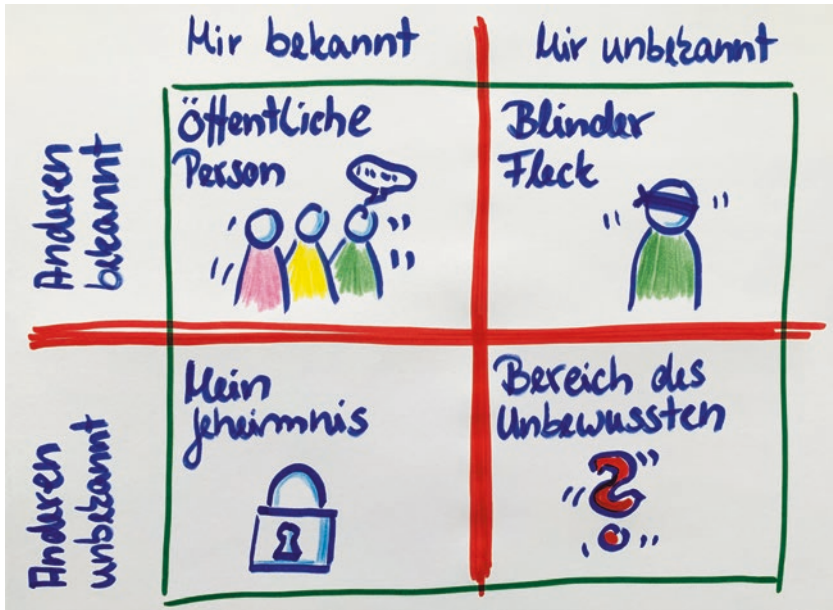 Mir bekannt
Mir unbekannt
Anderen
bekannt
Öffentliche
Person
Blinder
Fleck
Anderen
unbekannt
Mein
Geheimnis
Bereich des
Unbewussten
?